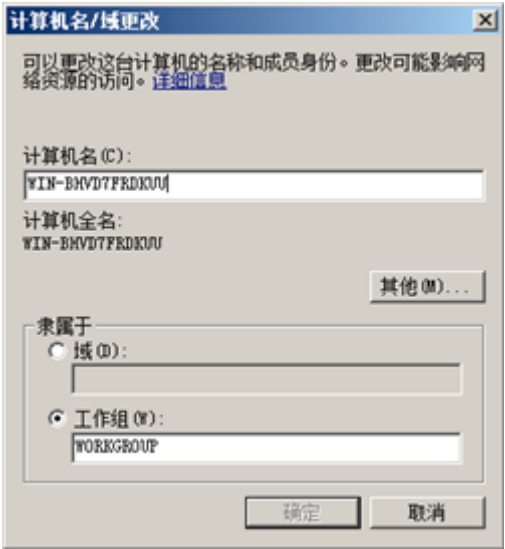 计算机名/域更改
可以更改这台计算机的名称和成员身份。更改可能影响网
络资源的访问。详细信息
计算机名(C):
WIN-BMVD7FRDKUU
计算机全名:
WIN-BMVD7FRDKUU
其他(M)...
隶属于
域(D):
工作组(W):
WORKGROUP
确定
取消